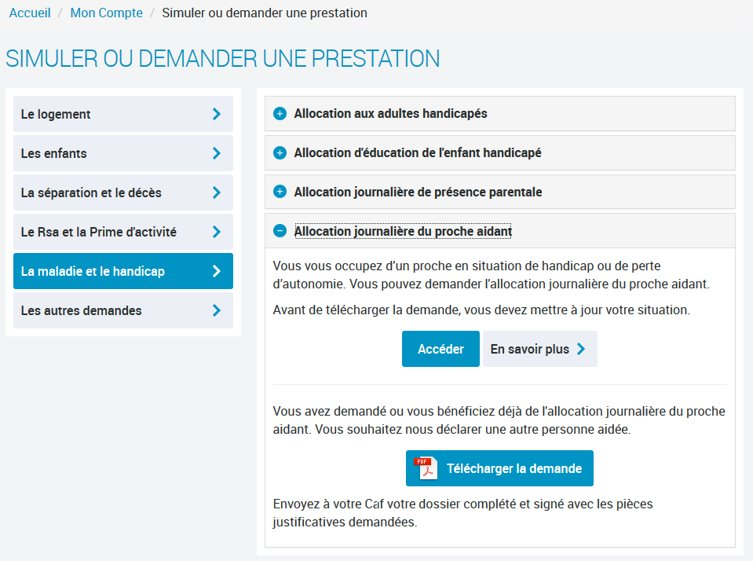 Accueil / Mon Compte / Simuler ou demander une prestation
SIMULER OU DEMANDER UNE PRESTATION
Le logement
Les enfants
La séparation et le décès
Le Rsa et la Prime d'activité
La maladie et le handicap
Les autres demandes
Allocation aux adultes handicapés
Allocation d'éducation de l'enfant handicapé
Allocation journalière de présence parentale
Allocation journalière du proche aidant
Vous vous occupez d’un proche en situation de handicap ou de perte
d’autonomie. Vous pouvez demander l'allocation journalière du proche aidant.
Avant de télécharger la demande, vous devez mettre à jour votre situation.
Accéder
En savoir plus
Vous avez demandé ou vous bénéficiez déjà de l'allocation journalière du proche
aidant. Vous souhaitez nous déclarer une autre personne aidée.
PDF Télécharger la demande
Envoyez à votre Caf votre dossier complété et signé avec les pièces
justificatives demandées.